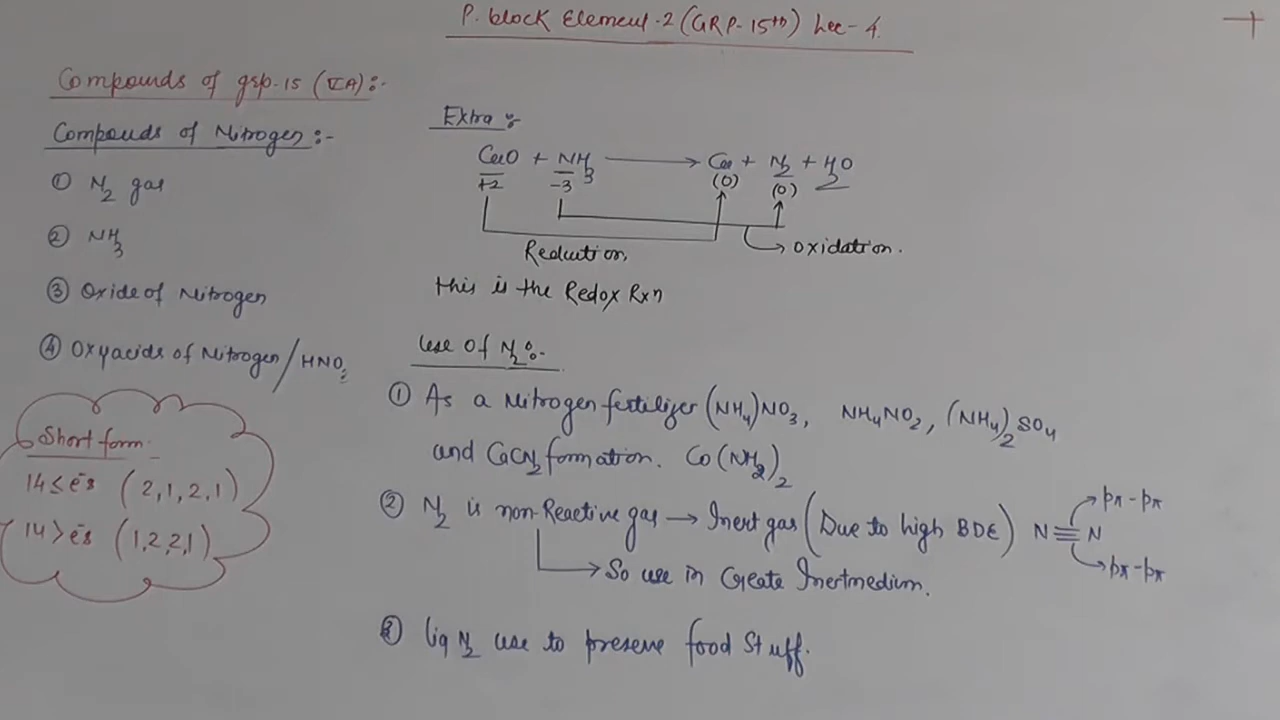 P. block Element-2 (GRP-15th) Lec-4.
Compounds of grp.15 (VA):-
Compouds of Nitrogen:-
① N2 gas
② NH3
③ Oxide of Nitrogen
④ Oxyacids of Nitrogen/HNO2
Short form.
14 ≤ e̅s (2,1,2,1)
14 > e̅s (1,2,2,1)
Extra:
CuO + NH3 → Cu + N2 + H2O
+2 -3 (0) (0)
Reduction,
Oxidation.
this is the Redox Rxn
Use Of N2:-
① As a Nitrogen fertilizer (NH4)NO3, NH4NO2, (NH4)2SO4
and CaCN2 formation. Co(NH2)2
② N2 is non-Reactive gas → Inert gas (Due to high BDE) N≡N
pπ-pπ
pπ-pπ
So use in Create Inertmedium.
③ liq N2 use to preserve food Stuff.